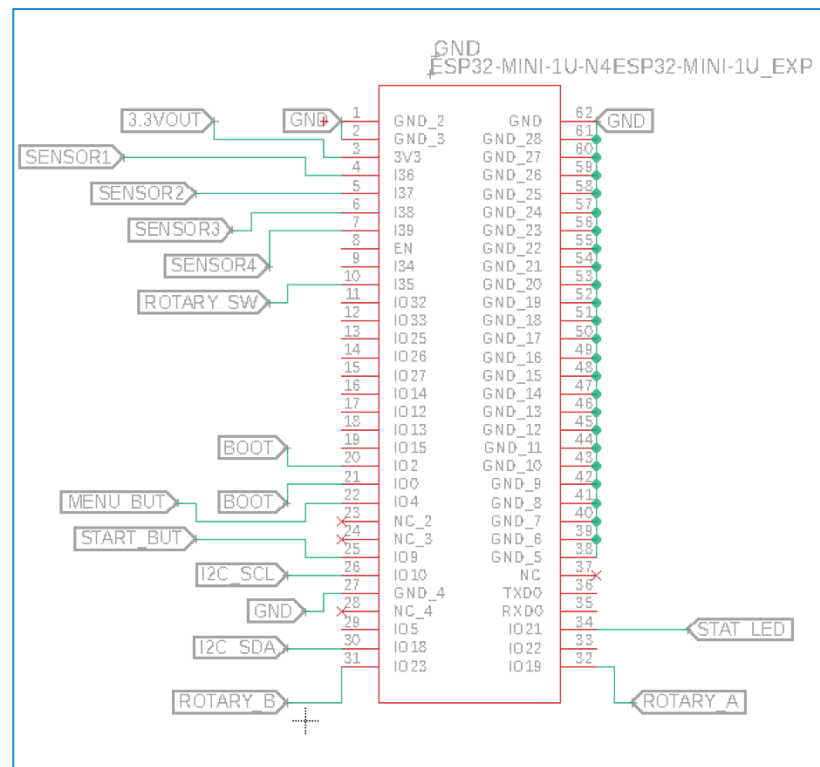 GND
ESP32-MINI-1U-N4ESP32-MINI-1U_EXP
3.3VOUT GND 1 GND_2 GND 62 GND
2 GND_3 GND_28 61
3 3V3 GND_27 60
SENSOR1 4 I36 GND_26 59
SENSOR2 5 I37 GND_25 58
6 I38 GND_24 57
SENSOR3 7 I39 GND_23 56
8 EN GND_22 55
SENSOR4 9 I34 GND_21 54
10 I35 GND_20 53
ROTARY_SW 11 IO32 GND_19 52
12 IO33 GND_18 51
13 IO25 GND_17 50
14 IO26 GND_16 49
15 IO27 GND_15 48
16 IO14 GND_14 47
17 IO12 GND_13 46
18 IO13 GND_12 45
BOOT 19 IO15 GND_11 44
20 IO2 GND_10 43
21 IO0 GND_9 42
MENU_BUT BOOT 22 IO4 GND_8 41
23 NC_2 GND_7 40
START_BUT 24 NC_3 GND_6 39
25 IO9 GND_5 38
I2C_SCL 26 IO10 NC 37
27 GND_4 TXD0 36
GND 28 NC_4 RXD0 35
29 IO5 IO21 34 STAT_LED
I2C_SDA 30 IO18 IO22 33
31 IO23 IO19 32
ROTARY_B ROTARY_A